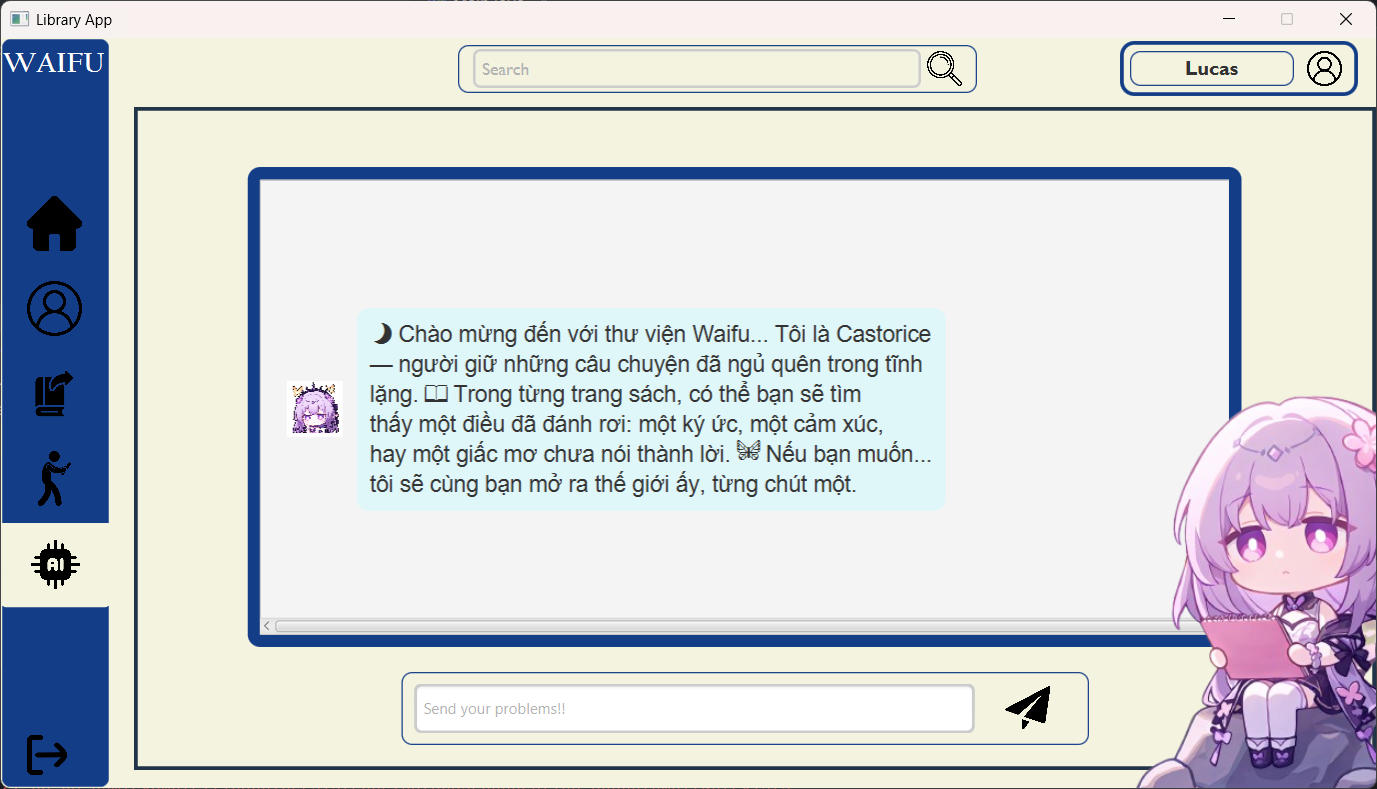 Library App
WAIFU
Search
Lucas
🌙 Chào mừng đến với thư viện Waifu... Tôi là Castorice
— người giữ những câu chuyện đã ngủ quên trong tĩnh
lặng. 📖 Trong từng trang sách, có thể bạn sẽ tìm
thấy một điều đã đánh rơi: một ký ức, một cảm xúc,
hay một giấc mơ chưa nói thành lời. 🦋 Nếu bạn muốn...
tôi sẽ cùng bạn mở ra thế giới ấy, từng chút một.
AI
Send your problems!!